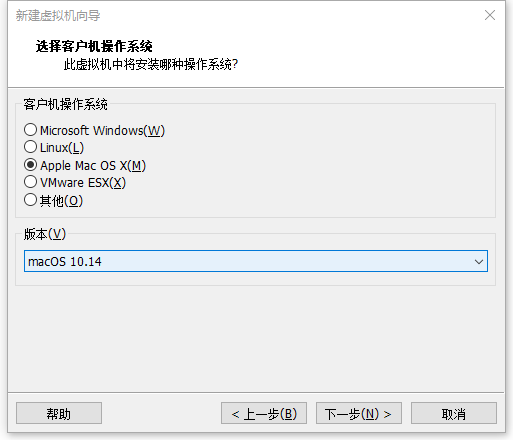 新建虚拟机向导
选择客户机操作系统
此虚拟机中将安装哪种操作系统?
客户机操作系统
Microsoft Windows(W)
Linux(L)
Apple Mac OS X(M)
VMware ESX(X)
其他(O)
版本(V)
macOS 10.14
帮助
< 上一步(B)
下一步(N) >
取消